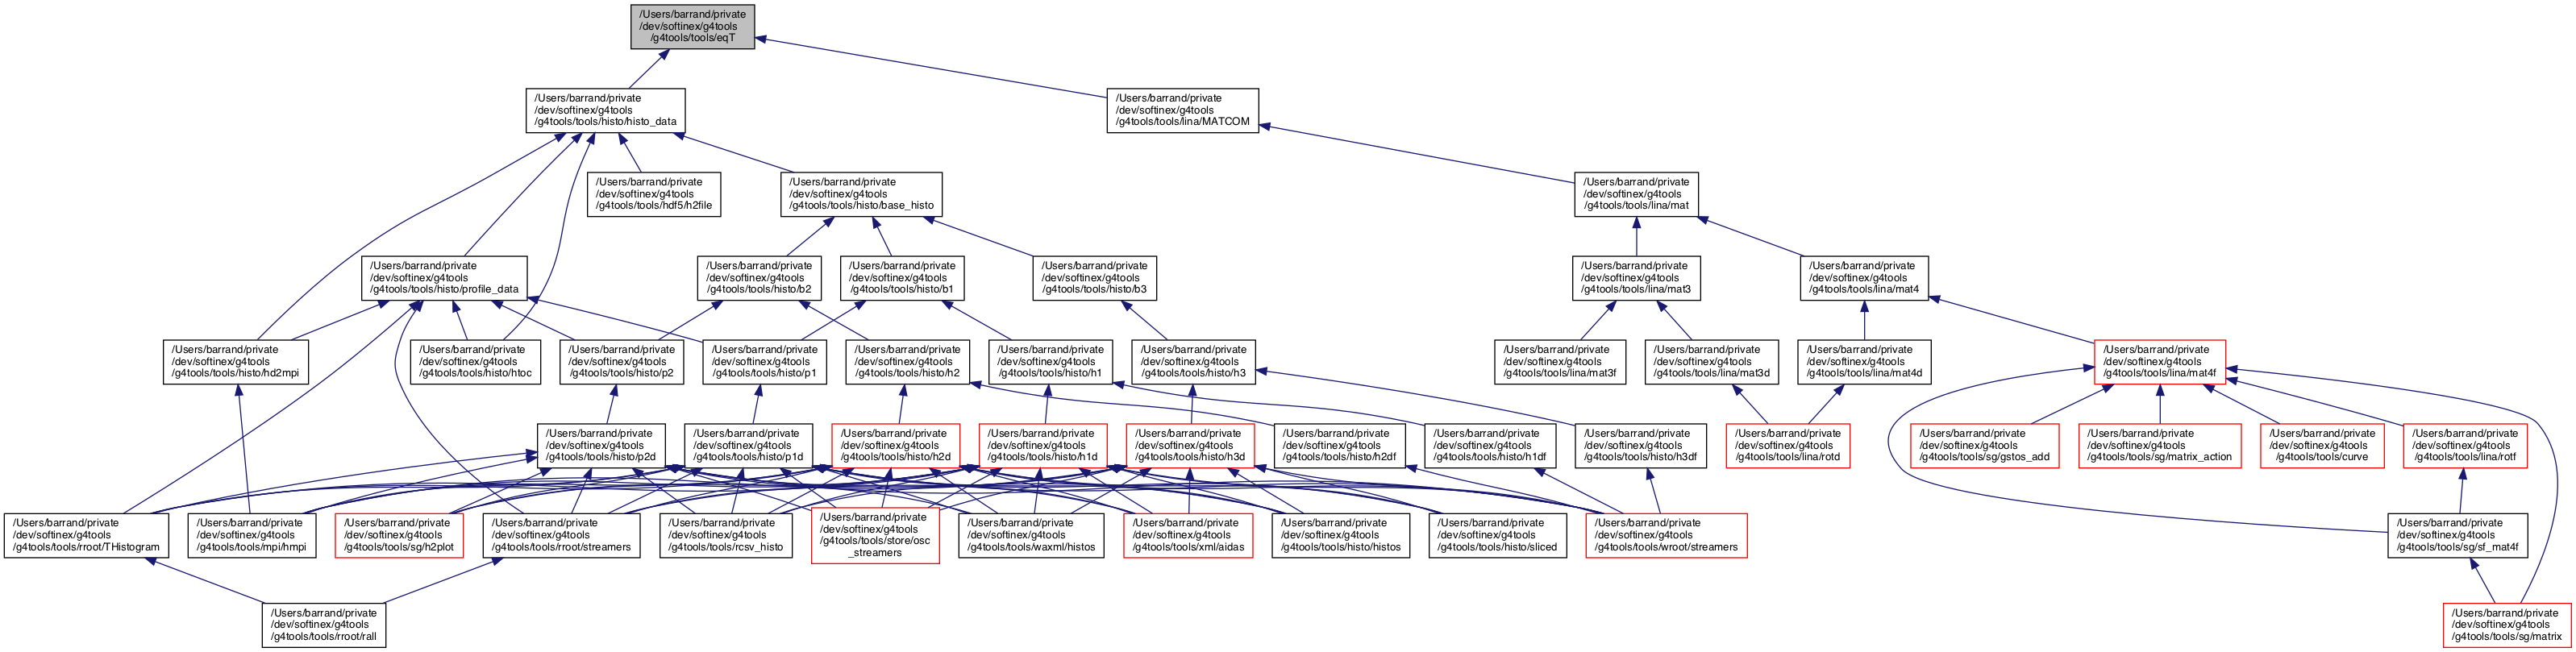 /Users/barrand/private
/dev/softinex/g4tools
/g4tools/tools/eqT
/Users/barrand/private
/dev/softinex/g4tools
/g4tools/tools/histo/histo_data
/Users/barrand/private
/dev/softinex/g4tools
/g4tools/tools/lina/MATCOM
/Users/barrand/private
/dev/softinex/g4tools
/g4tools/tools/hdf5/h2file
/Users/barrand/private
/dev/softinex/g4tools
/g4tools/tools/histo/base_histo
/Users/barrand/private
/dev/softinex/g4tools
/g4tools/tools/lina/mat
/Users/barrand/private
/dev/softinex/g4tools
/g4tools/tools/histo/profile_data
/Users/barrand/private
/dev/softinex/g4tools
/g4tools/tools/histo/b2
/Users/barrand/private
/dev/softinex/g4tools
/g4tools/tools/histo/b1
/Users/barrand/private
/dev/softinex/g4tools
/g4tools/tools/histo/b3
/Users/barrand/private
/dev/softinex/g4tools
/g4tools/tools/lina/mat3
/Users/barrand/private
/dev/softinex/g4tools
/g4tools/tools/lina/mat4
/Users/barrand/private
/dev/softinex/g4tools
/g4tools/tools/histo/hd2mpi
/Users/barrand/private
/dev/softinex/g4tools
/g4tools/tools/histo/htoc
/Users/barrand/private
/dev/softinex/g4tools
/g4tools/tools/histo/p2
/Users/barrand/private
/dev/softinex/g4tools
/g4tools/tools/histo/p1
/Users/barrand/private
/dev/softinex/g4tools
/g4tools/tools/histo/h2
/Users/barrand/private
/dev/softinex/g4tools
/g4tools/tools/histo/h1
/Users/barrand/private
/dev/softinex/g4tools
/g4tools/tools/histo/h3
/Users/barrand/private
/dev/softinex/g4tools
/g4tools/tools/lina/mat3f
/Users/barrand/private
/dev/softinex/g4tools
/g4tools/tools/lina/mat3d
/Users/barrand/private
/dev/softinex/g4tools
/g4tools/tools/lina/mat4d
/Users/barrand/private
/dev/softinex/g4tools
/g4tools/tools/lina/mat4f
/Users/barrand/private
/dev/softinex/g4tools
/g4tools/tools/histo/p2d
/Users/barrand/private
/dev/softinex/g4tools
/g4tools/tools/histo/p1d
/Users/barrand/private
/dev/softinex/g4tools
/g4tools/tools/histo/h2d
/Users/barrand/private
/dev/softinex/g4tools
/g4tools/tools/histo/h1d
/Users/barrand/private
/dev/softinex/g4tools
/g4tools/tools/histo/h3d
/Users/barrand/private
/dev/softinex/g4tools
/g4tools/tools/histo/h2df
/Users/barrand/private
/dev/softinex/g4tools
/g4tools/tools/histo/h1df
/Users/barrand/private
/dev/softinex/g4tools
/g4tools/tools/histo/h3df
/Users/barrand/private
/dev/softinex/g4tools
/g4tools/tools/lina/rotd
/Users/barrand/private
/dev/softinex/g4tools
/g4tools/tools/sg/gstos_add
/Users/barrand/private
/dev/softinex/g4tools
/g4tools/tools/sg/matrix_action
/Users/barrand/private
/dev/softinex/g4tools
/g4tools/tools/curve
/Users/barrand/private
/dev/softinex/g4tools
/g4tools/tools/lina/rotf
/Users/barrand/private
/dev/softinex/g4tools
/g4tools/tools/rroot/THistogram
/Users/barrand/private
/dev/softinex/g4tools
/g4tools/tools/mpi/hmpi
/Users/barrand/private
/dev/softinex/g4tools
/g4tools/tools/sg/h2plot
/Users/barrand/private
/dev/softinex/g4tools
/g4tools/tools/rroot/streamers
/Users/barrand/private
/dev/softinex/g4tools
/g4tools/tools/rcsv_histo
/Users/barrand/private
/dev/softinex/g4tools
/g4tools/tools/store/osc
_streamers
/Users/barrand/private
/dev/softinex/g4tools
/g4tools/tools/waxml/histos
/Users/barrand/private
/dev/softinex/g4tools
/g4tools/tools/xml/aidas
/Users/barrand/private
/dev/softinex/g4tools
/g4tools/tools/histo/histos
/Users/barrand/private
/dev/softinex/g4tools
/g4tools/tools/histo/sliced
/Users/barrand/private
/dev/softinex/g4tools
/g4tools/tools/wroot/streamers
/Users/barrand/private
/dev/softinex/g4tools
/g4tools/tools/sg/sf_mat4f
/Users/barrand/private
/dev/softinex/g4tools
/g4tools/tools/rroot/rall
/Users/barrand/private
/dev/softinex/g4tools
/g4tools/tools/sg/matrix